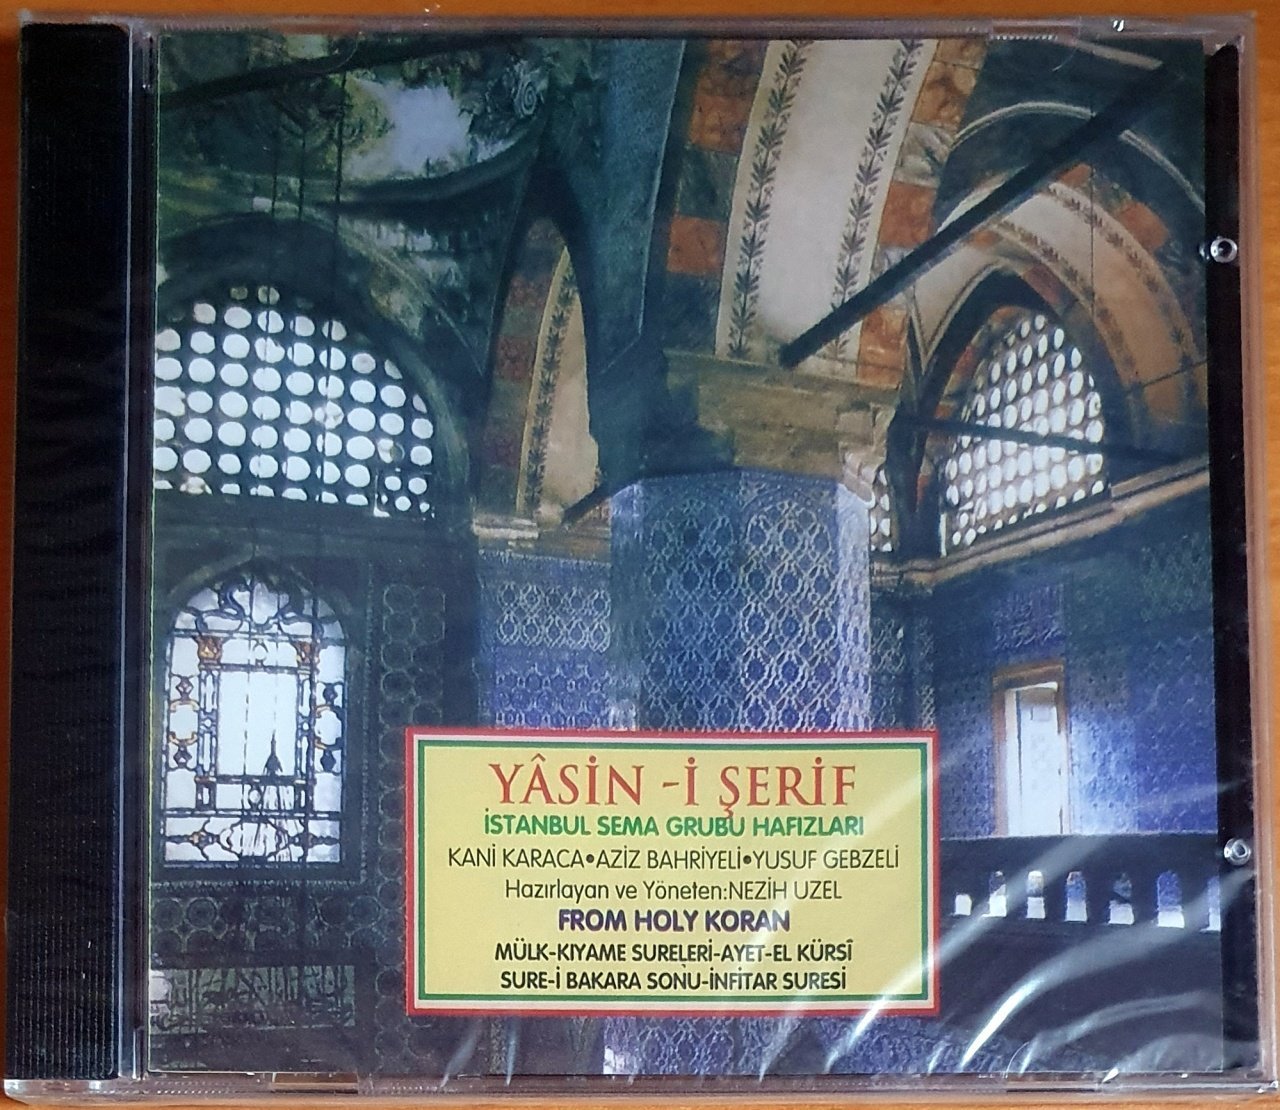 YÂSİN -İ ŞERİF
İSTANBUL SEMA GRUBU HAFIZLARI
KANİ KARACA•AZİZ BAHRİYELİ•YUSUF GEBZELİ
Hazırlayan ve Yöneten:NEZİH UZEL
FROM HOLY KORAN
MÜLK-KIYAME SURELERİ-AYET-EL KÜRSÎ
SURE-İ BAKARA SONU-İNFİTAR SURESİ